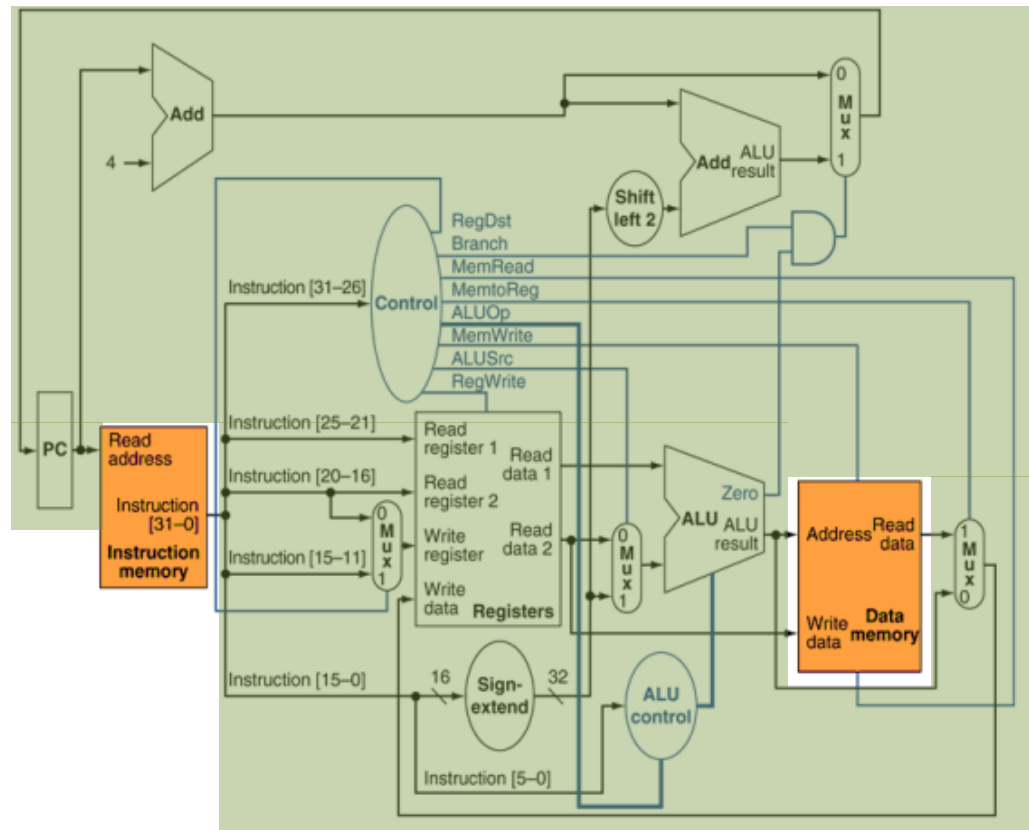 0
M
u
x
1
Add
4
Add
ALU
result
Shift
left 2
RegDst
Branch
MemRead
MemtoReg
ALUOp
MemWrite
ALUSrc
RegWrite
Instruction [31–26]
Control
PC
Read
address
Instruction
[31–0]
Instruction
memory
Instruction [25–21]
Instruction [20–16]
Instruction [15–11]
0
M
u
x
1
Read
register 1
Read
register 2
Write
register
Write
data
Read
data 1
Read
data 2
Registers
0
M
u
x
1
Zero
ALU
ALU
result
Address
Read
data
Write
data
Data
memory
1
M
u
x
0
Instruction [15–0]
16
Sign-
extend
32
ALU
control
Instruction [5–0]